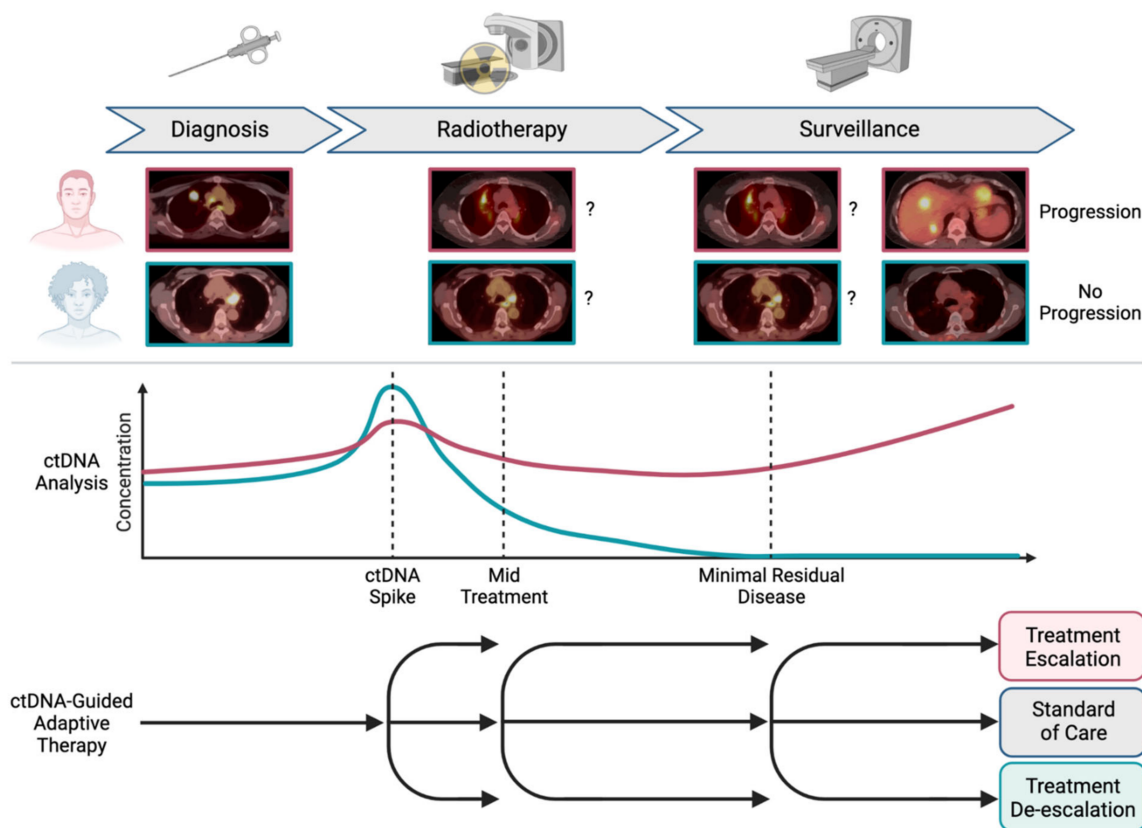 Diagnosis
Radiotherapy
Surveillance
?
?
Progression
?
?
No
Progression
ctDNA
Analysis
Concentration
ctDNA
Spike
Mid
Treatment
Minimal Residual
Disease
ctDNA-Guided
Adaptive
Therapy
Treatment
Escalation
Standard
of Care
Treatment
De-escalation